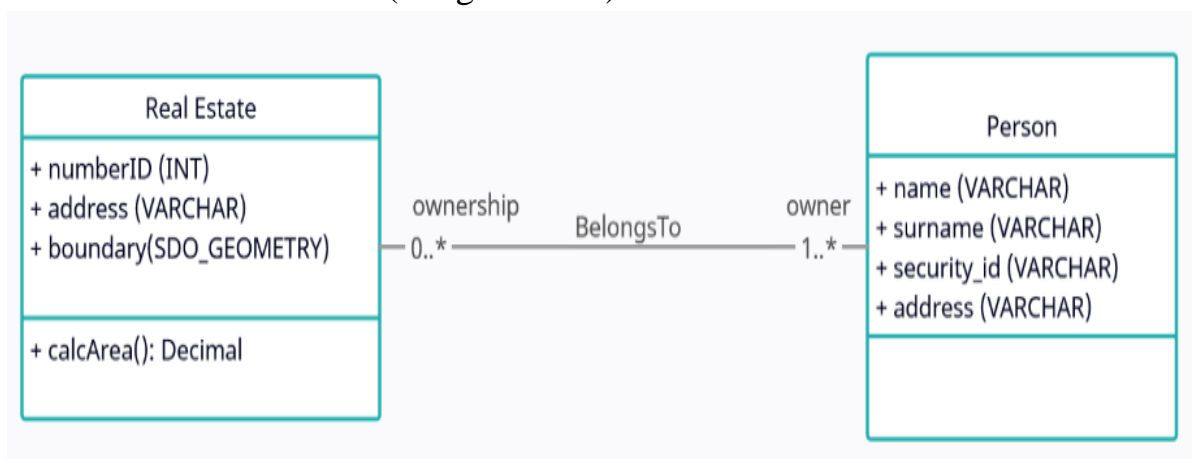 Real Estate
+ numberID (INT)
+ address (VARCHAR)
+ boundary(SDO_GEOMETRY)
+ calcArea(): Decimal
ownership
0..*
BelongsTo
owner
1..*
Person
+ name (VARCHAR)
+ surname (VARCHAR)
+ security_id (VARCHAR)
+ address (VARCHAR)